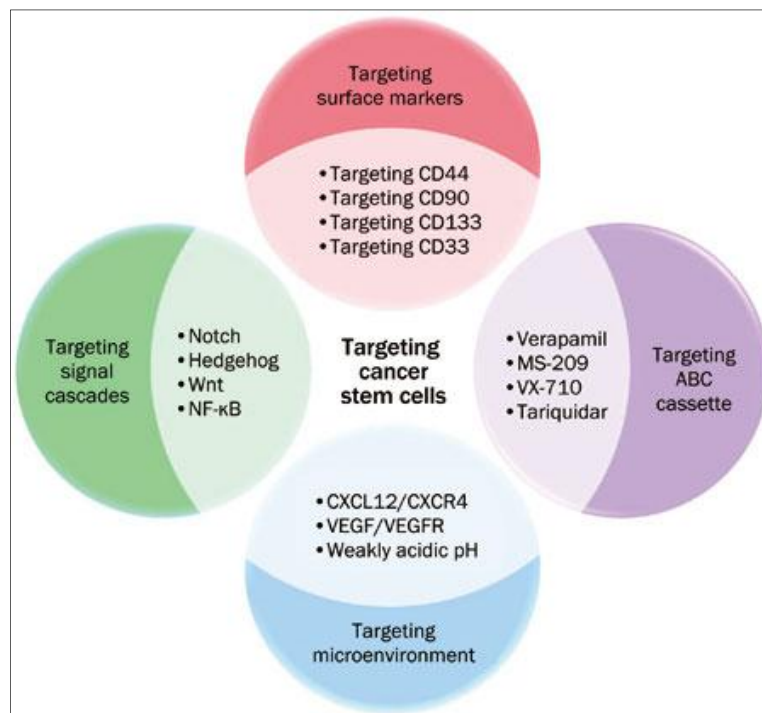 Targeting
surface markers
•Targeting CD44
•Targeting CD90
•Targeting CD133
•Targeting CD33
Targeting
signal
cascades
•Notch
•Hedgehog
•Wnt
•NF-κB
Targeting
cancer
stem cells
•Verapamil
•MS-209
•VX-710
•Tariquidar
Targeting
ABC
cassette
•CXCL12/CXCR4
•VEGF/VEGFR
•Weakly acidic pH
Targeting
microenvironment